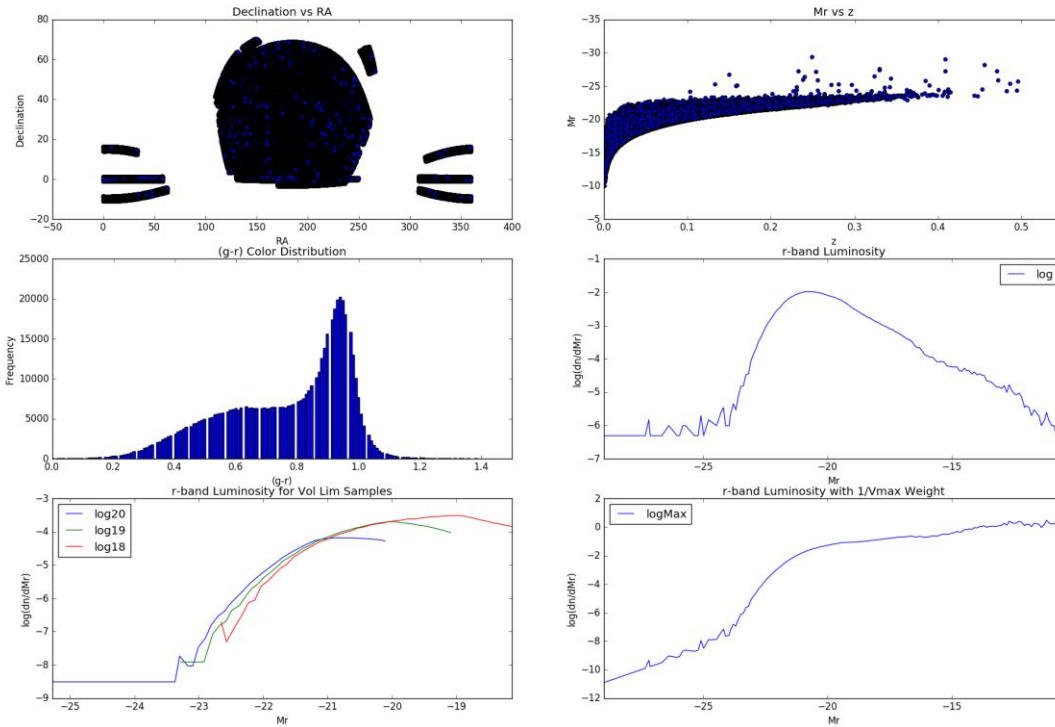 Declination vs RA
80
60
40
20
0
−20
Declination
−50 0 50 100 150 200 250 300 350 400
RA
Mr vs z
−35
−30
−25
−20
−15
−10
−5
Mr
0.0 0.1 0.2 0.3 0.4 0.5
z
(g-r) Color Distribution
25000
20000
15000
10000
5000
0
Frequency
0.0 0.2 0.4 0.6 0.8 1.0 1.2 1.4
(g-r)
r-band Luminosity
log
−1
−2
−3
−4
−5
−6
−7
log(dn/dMr)
−25 −20 −15
Mr
r-band Luminosity for Vol Lim Samples
log20
log19
log18
−3
−4
−5
−6
−7
−8
−9
log(dn/dMr)
−25 −24 −23 −22 −21 −20 −19
Mr
r-band Luminosity with 1/Vmax Weight
logMax
2
0
−2
−4
−6
−8
−10
−12
log(dn/dMr)
−25 −20 −15
Mr